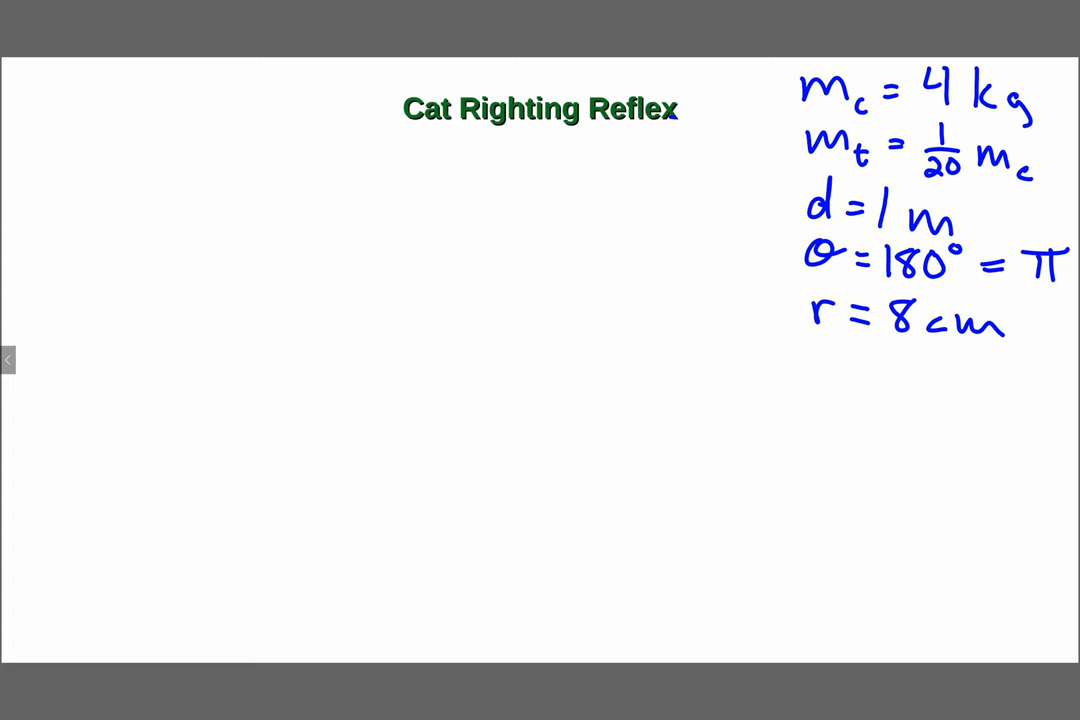 Cat Righting Reflex
m_c = 4 kg
m_t = 1/20 m_c
d = 1 m
θ = 180° = π
r = 8 cm